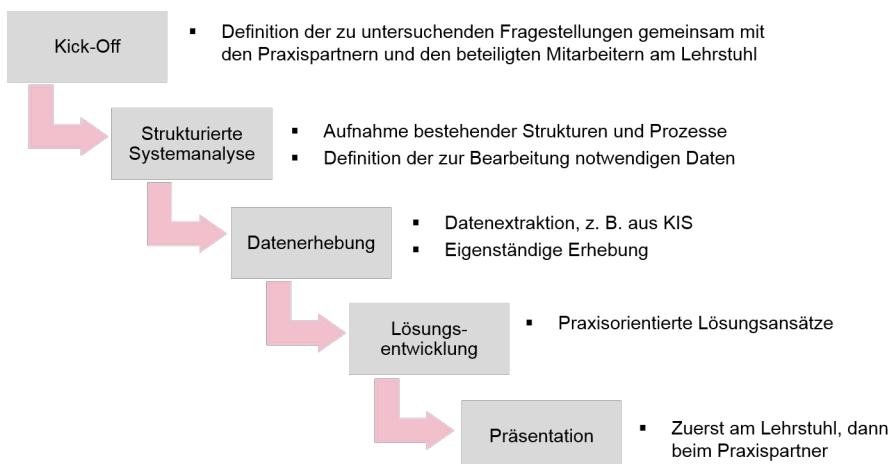 Kick-Off
▪ Definition der zu untersuchenden Fragestellungen gemeinsam mit
den Praxispartnern und den beteiligten Mitarbeitern am Lehrstuhl
Strukturierte
Systemanalyse
▪ Aufnahme bestehender Strukturen und Prozesse
▪ Definition der zur Bearbeitung notwendigen Daten
Datenerhebung
▪ Datenextraktion, z. B. aus KIS
▪ Eigenständige Erhebung
Lösungs-
entwicklung
▪ Praxisorientierte Lösungsansätze
Präsentation
▪ Zuerst am Lehrstuhl, dann
beim Praxispartner